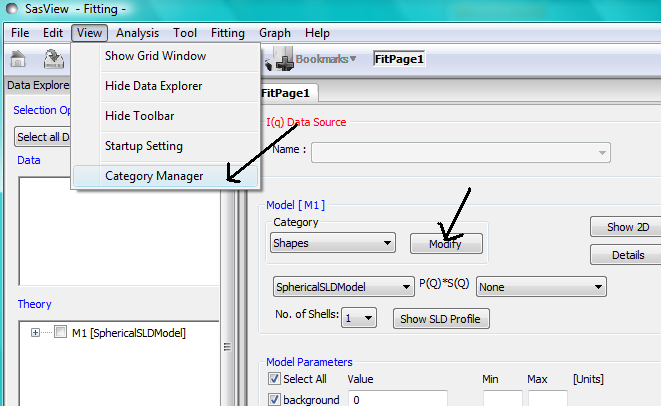 SasView - Fitting -
File Edit View Analysis Tool Fitting Graph Help
Show Grid Window
Hide Data Explorer
Hide Toolbar
Startup Setting
Category Manager
Bookmarks▾ FitPage1
Data Explore
Selection Op
Select all D
Data
Theory
M1 [SphericalSLDModel]
FitPage1
I(q) Data Source
Name :
Model [ M1 ]
Category
Shapes Modify
Show 2D
Details
SphericalSLDModel P(Q)*S(Q) None
No. of Shells: 1 Show SLD Profile
Model Parameters
Select All Value Min Max [Units]
background 0